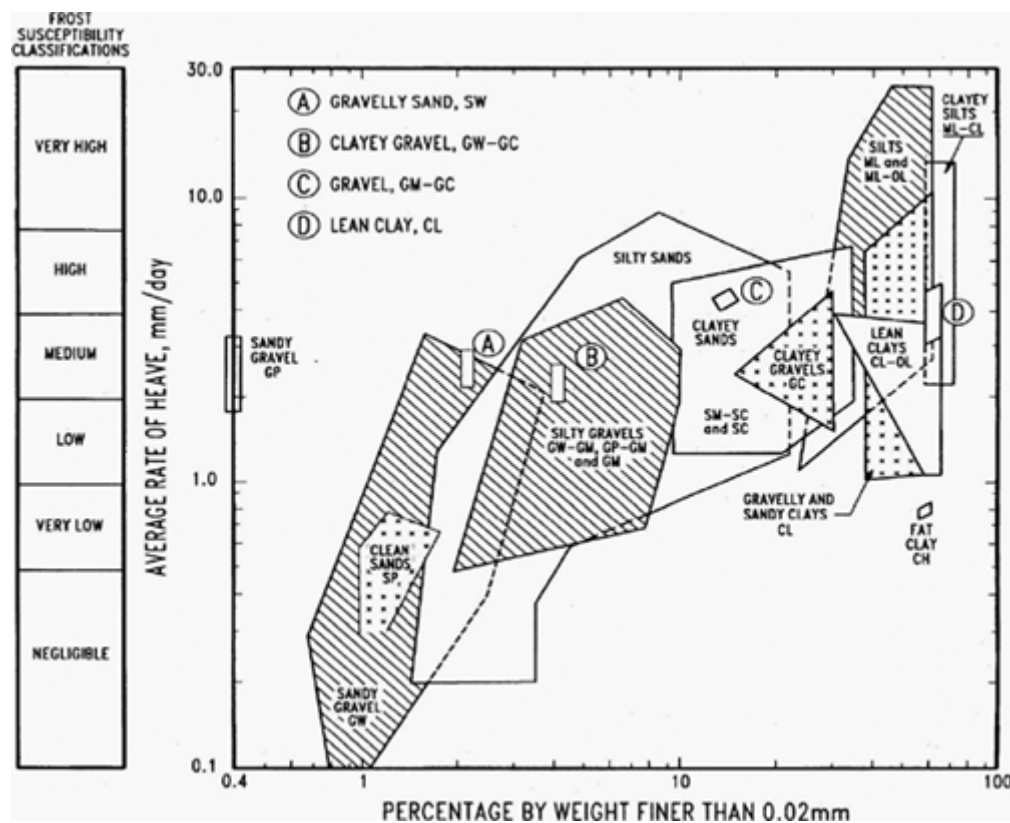 FROST
SUSCEPTIBILITY
CLASSIFICATIONS
VERY HIGH
HIGH
MEDIUM
LOW
VERY LOW
NEGLIGIBLE
AVERAGE RATE OF HEAVE, mm/day
30.0
10.0
1.0
0.1
Ⓐ GRAVELLY SAND, SW
Ⓑ CLAYEY GRAVEL, GW-GC
Ⓒ GRAVEL, GM-GC
Ⓓ LEAN CLAY, CL
SANDY
GRAVEL
GP
CLAYEY
SILTS
ML-CL
SILTS
ML and
ML-OL
SILTY SANDS
Ⓐ
Ⓑ
Ⓒ
Ⓓ
CLAYEY
SANDS
SM-SC
and SC
CLAYEY
GRAVELS
GC
LEAN
CLAYS
CL-OL
SILTY GRAVELS
GW-GM, GP-GM
and GM
GRAVELLY AND
SANDY CLAYS
CL
FAT
CLAY
CH
CLEAN
SANDS
SP
SANDY
GRAVEL
GW
0.4
1
10
100
PERCENTAGE BY WEIGHT FINER THAN 0.02mm